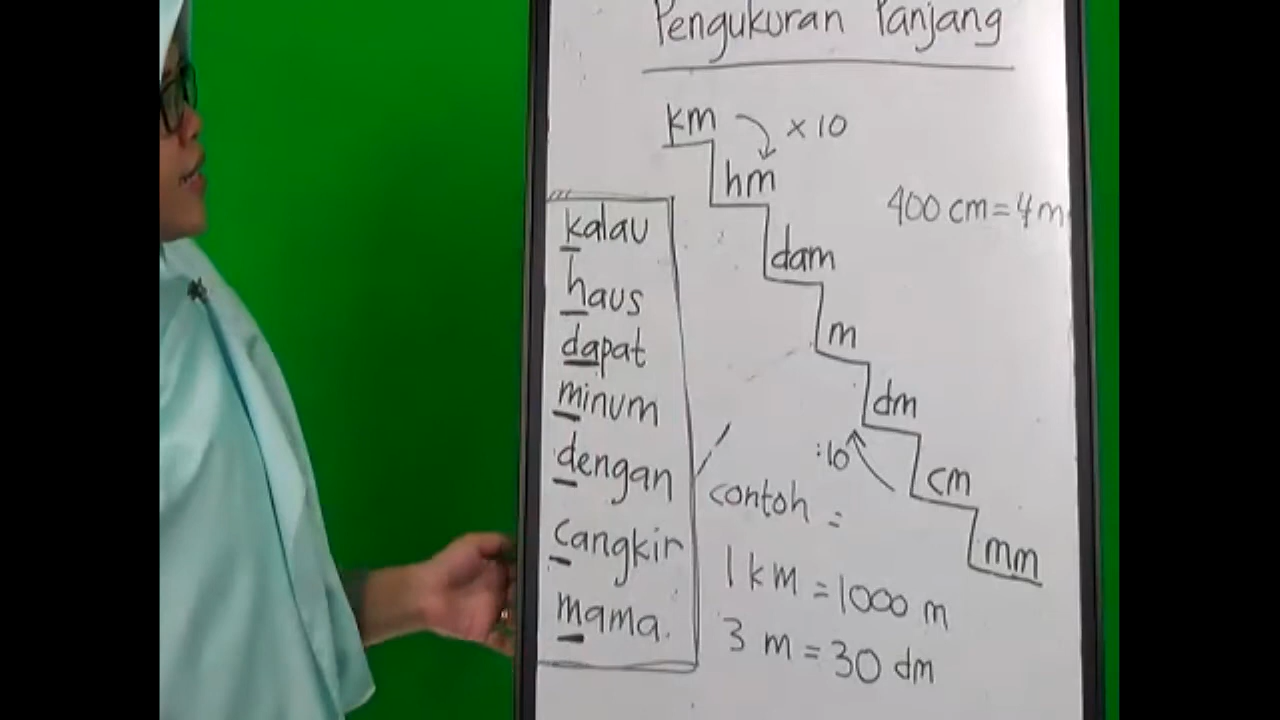 Pengukuran Panjang
km
x 10
hm
400 cm = 4 m
dam
m
dm
:10
cm
mm
kalau
haus
dapat
minum
dengan
cangkir
mama.
contoh =
1 km = 1000 m
3 m = 30 dm